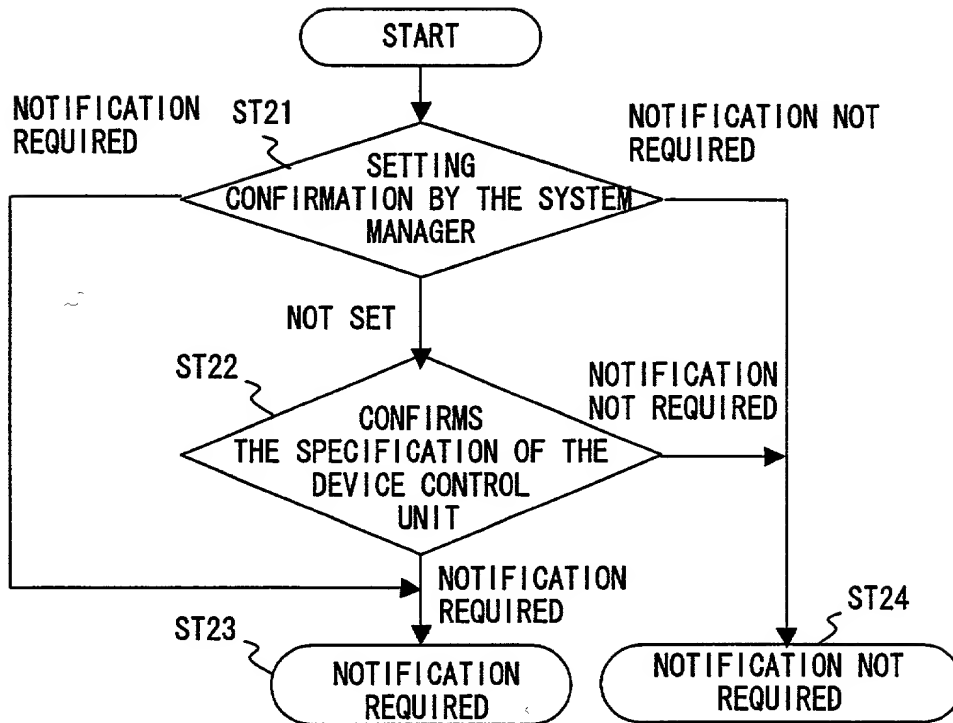 START
NOTIFICATION
REQUIRED
ST21
NOTIFICATION NOT
REQUIRED
SETTING
CONFIRMATION BY THE SYSTEM
MANAGER
NOT SET
ST22
NOTIFICATION
NOT REQUIRED
CONFIRMS
THE SPECIFICATION OF THE
DEVICE CONTROL
UNIT
NOTIFICATION
REQUIRED
ST23
ST24
NOTIFICATION
REQUIRED
NOTIFICATION NOT
REQUIRED